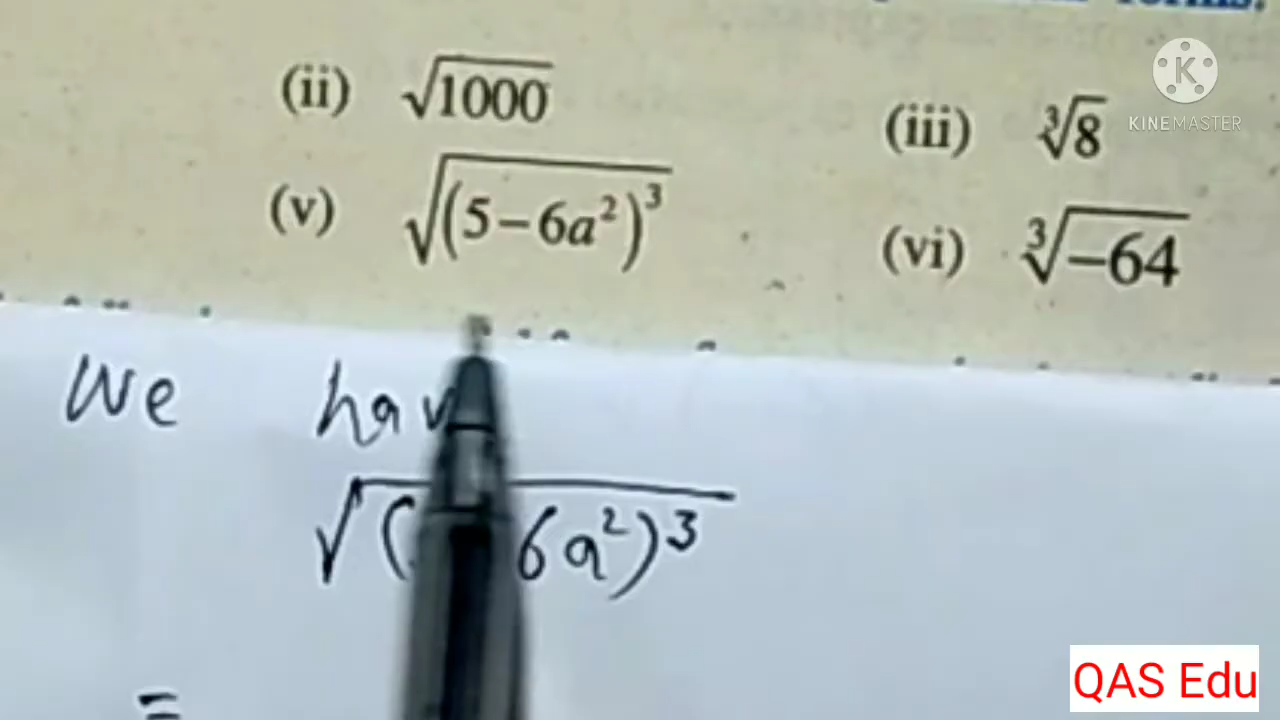 (ii) √1000
(iii) ∛8
KINEMASTER
(v) √(5−6a²)³
(vi) ∛−64
We
√( 6a²)³
=
QAS Edu